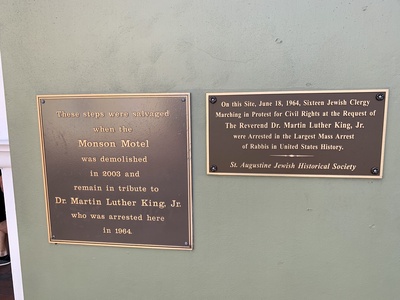 These steps were salvaged
when the
Monson Motel
was demolished
in 2003 and
remain in tribute to
Dr. Martin Luther King, Jr.
who was arrested here
in 1964.
On this Site, June 18, 1964, Sixteen Jewish Clergy
Marching in Protest for Civil Rights at the Request of
The Reverend Dr. Martin Luther King, Jr.
were Arrested in the Largest Mass Arrest
of Rabbis in United States History.
St. Augustine Jewish Historical Society